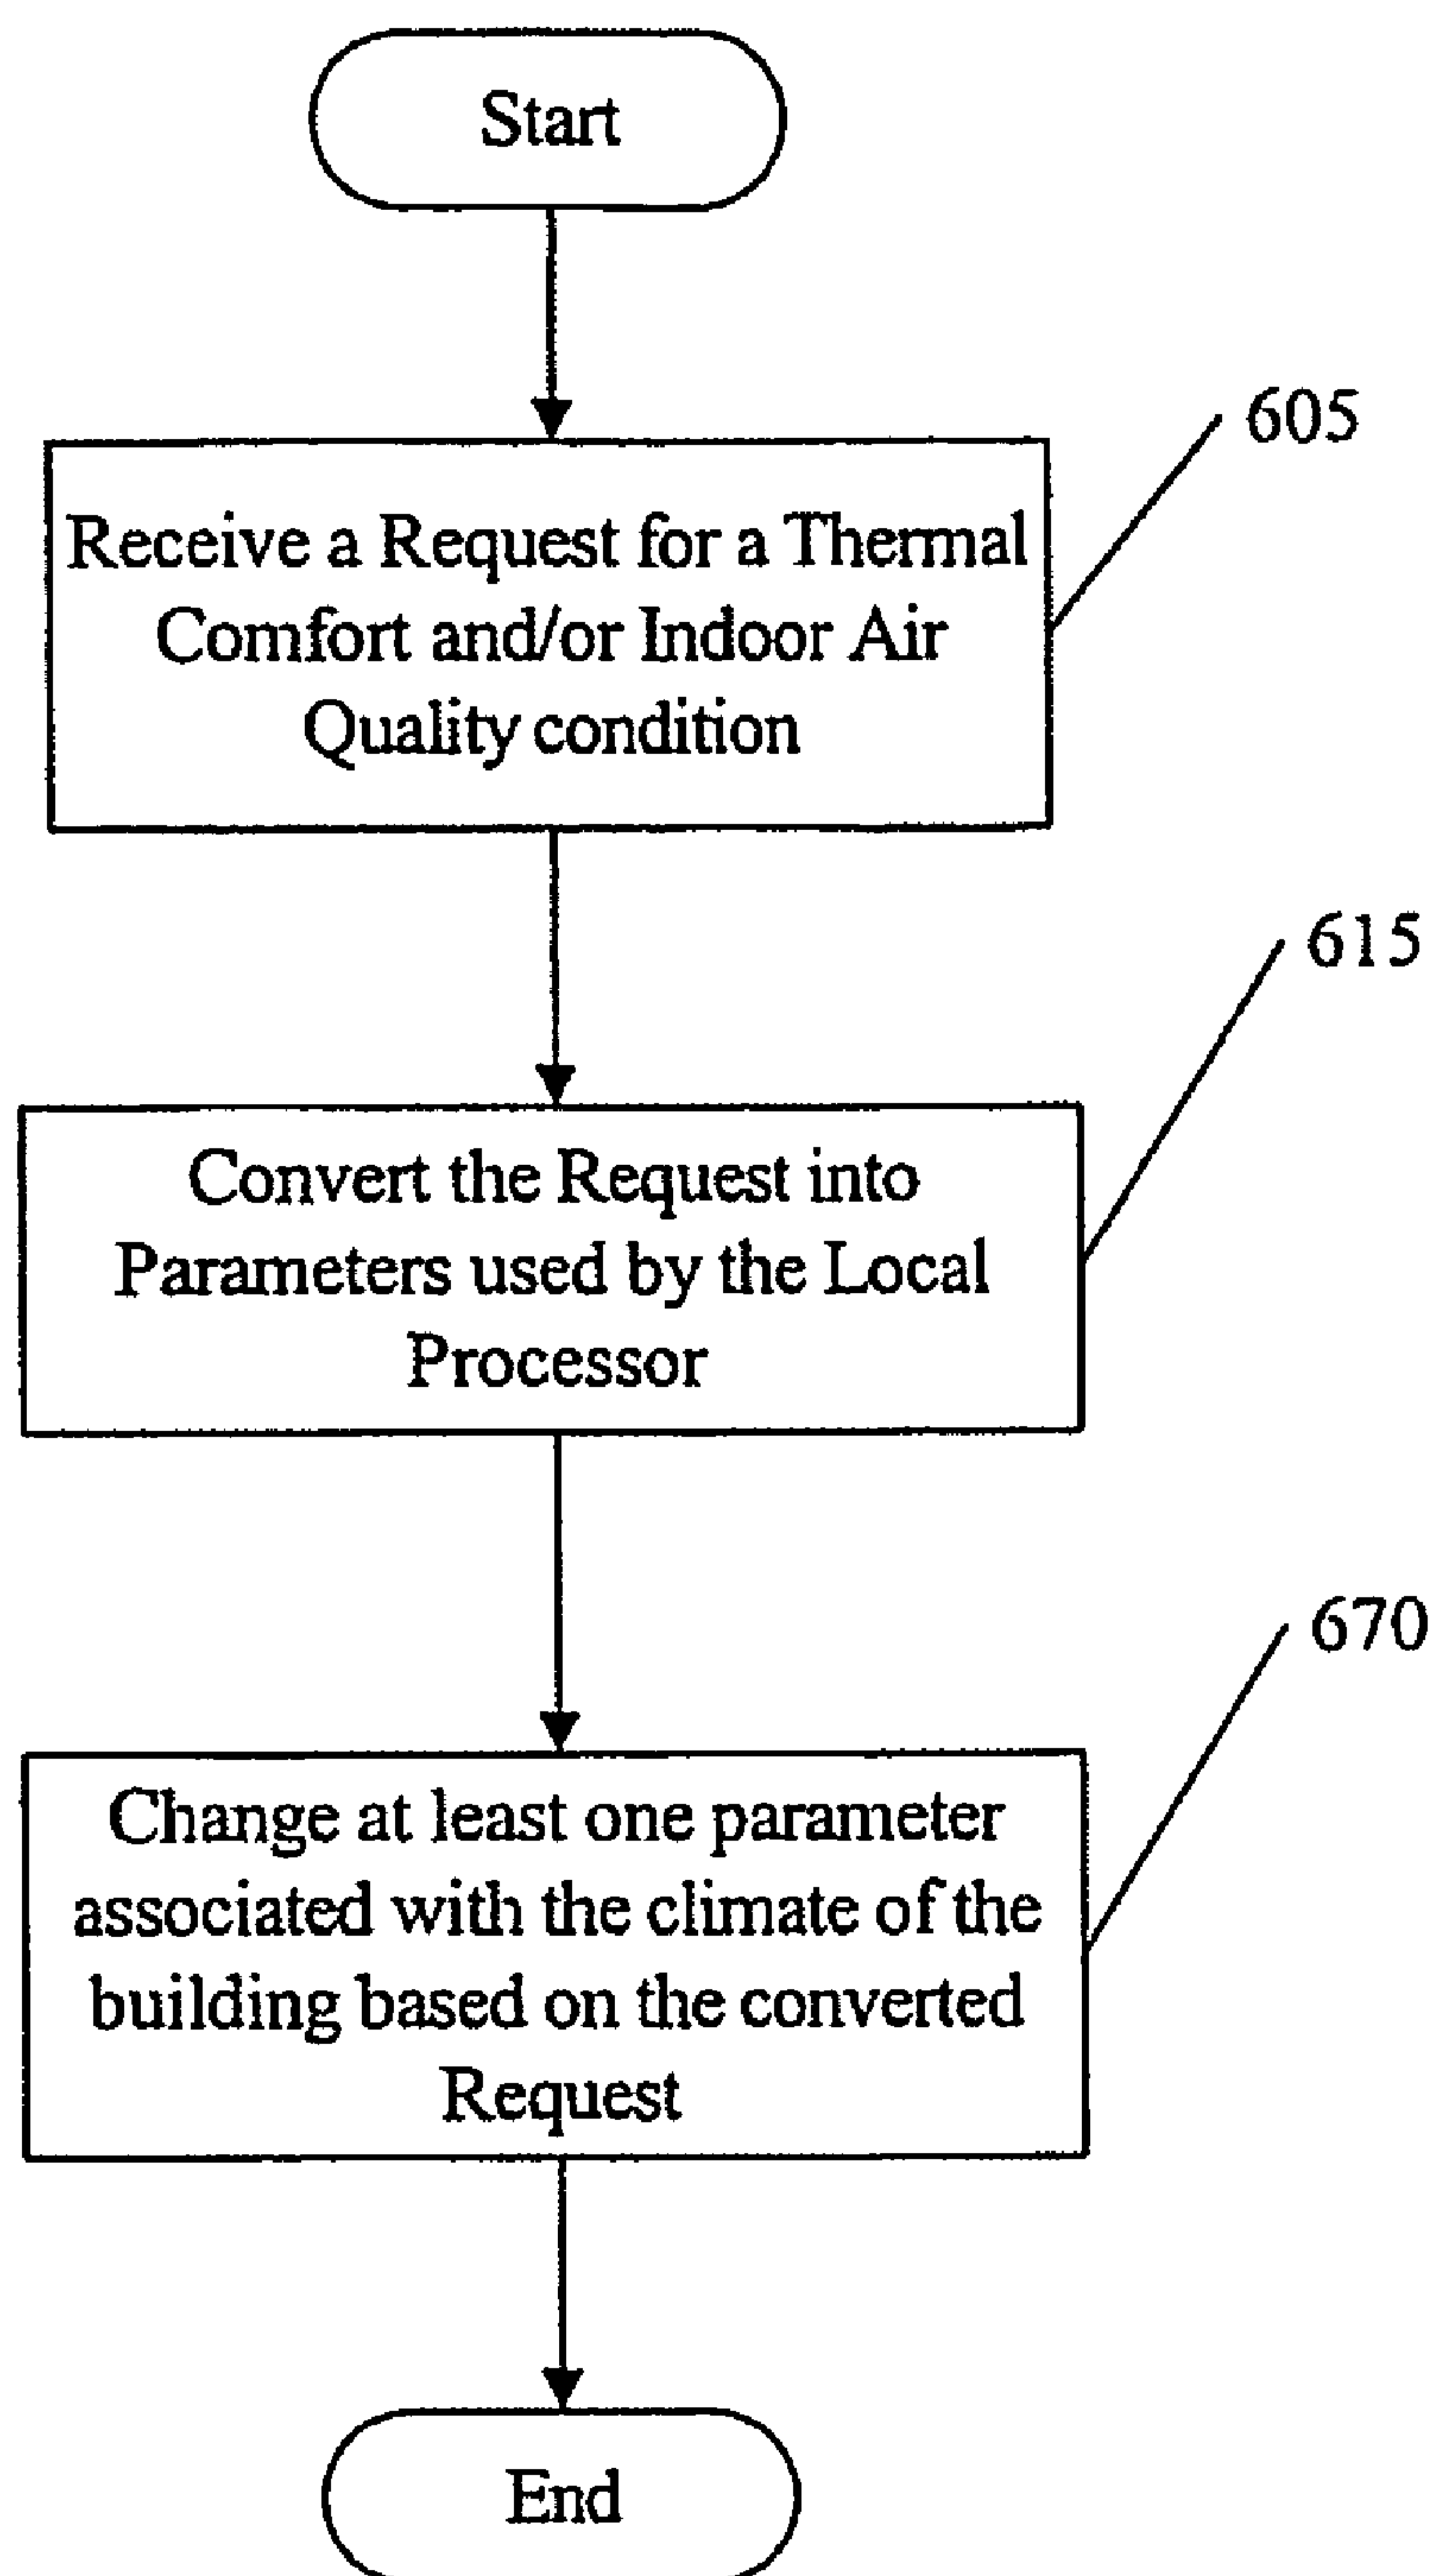 Start
605
Receive a Request for a Thermal
Comfort and/or Indoor Air
Quality condition
615
Convert the Request into
Parameters used by the Local
Processor
670
Change at least one parameter
associated with the climate of the
building based on the converted
Request
End